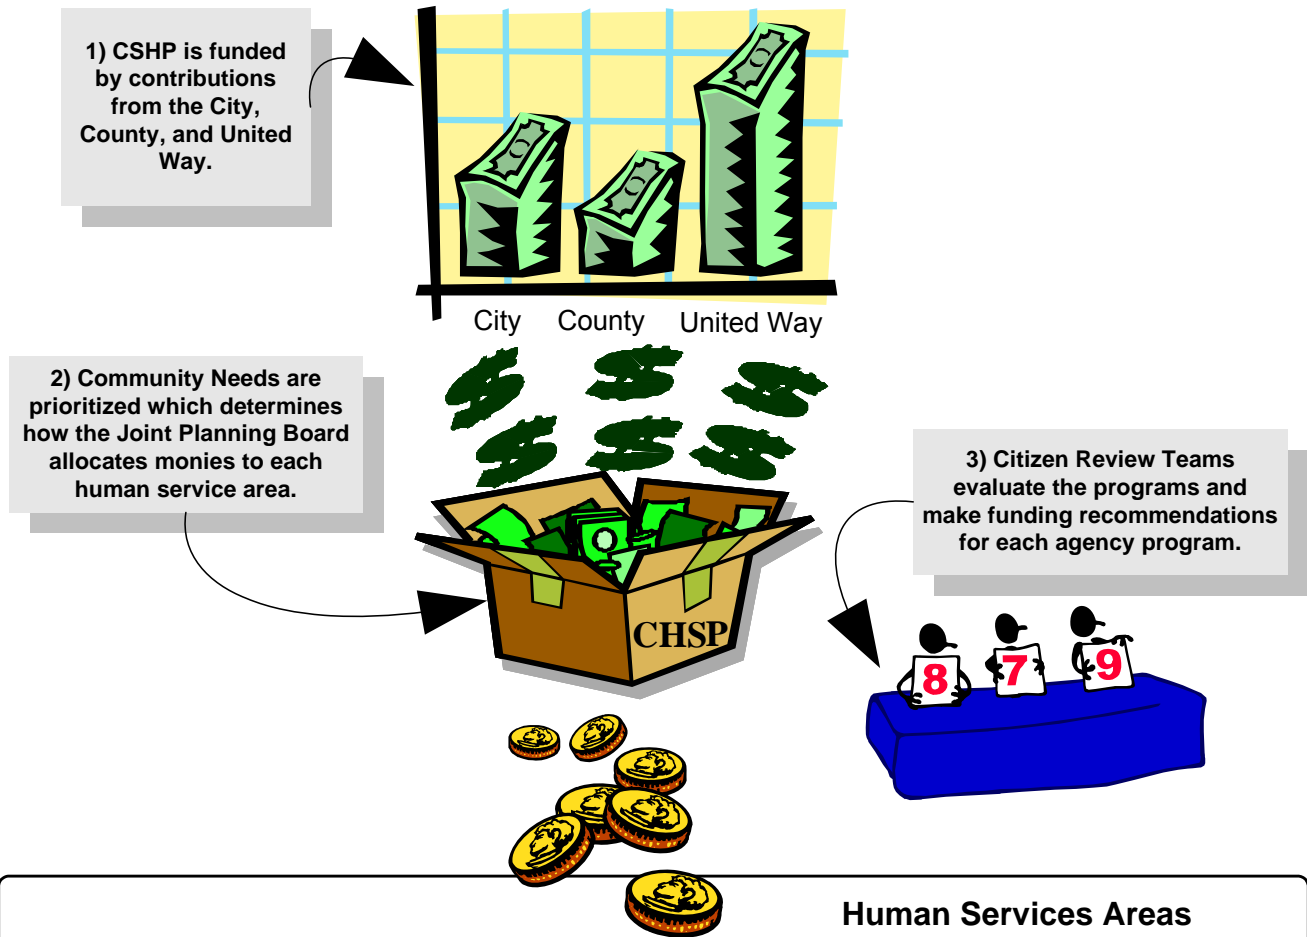 1) CSHP is funded
by contributions
from the City,
County, and United
Way.
City County United Way
2) Community Needs are
prioritized which determines
how the Joint Planning Board
allocates monies to each
human service area.
3) Citizen Review Teams
evaluate the programs and
make funding recommendations
for each agency program.
CHSP
8 7 9
Human Services Areas